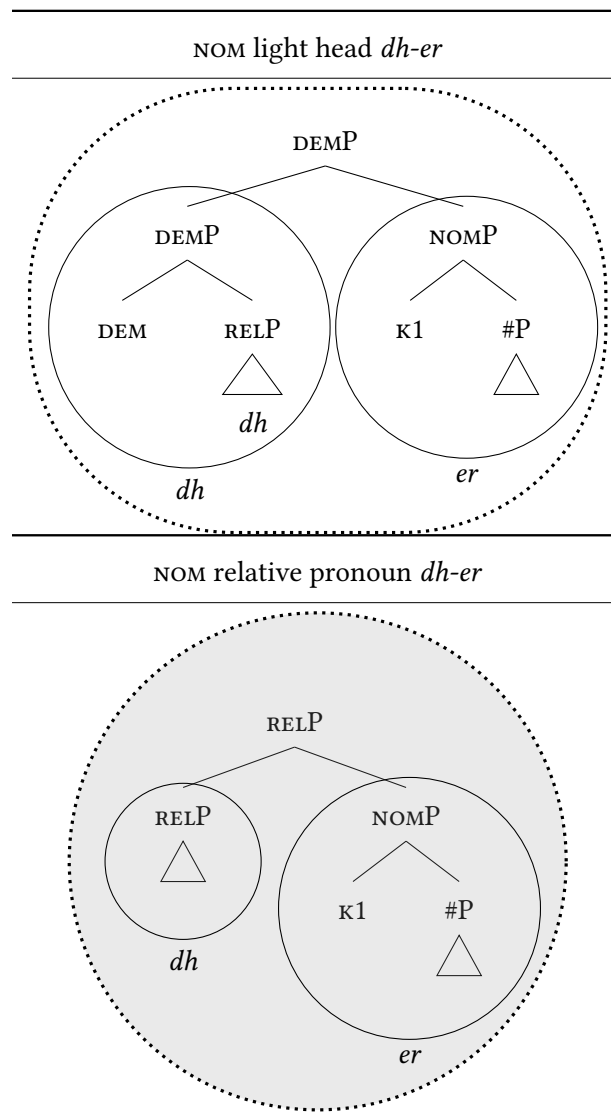 NOM light head dh-er
DEMP
DEMP NOMP
DEM RELP K1 #P
dh
dh er
NOM relative pronoun dh-er
RELP
RELP NOMP
K1 #P
dh
er